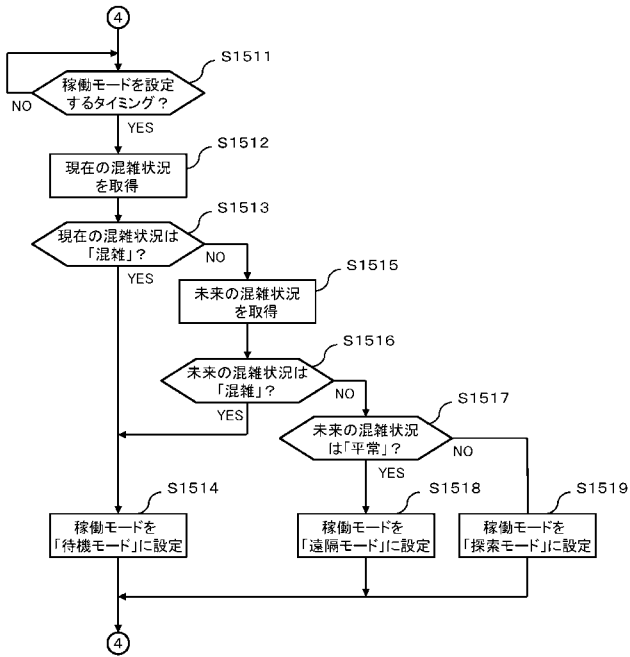 4
S1511
稼働モードを設定
するタイミング？
NO
YES
S1512
現在の混雑状況
を取得
S1513
現在の混雑状況は
「混雑」？
NO
YES
S1515
未来の混雑状況
を取得
S1516
未来の混雑状況は
「混雑」？
NO
YES
S1517
未来の混雑状況
は「平常」？
NO
YES
S1514
稼働モードを
「待機モード」に設定
S1518
稼働モードを
「遠隔モード」に設定
S1519
稼働モードを
「探索モード」に設定
4